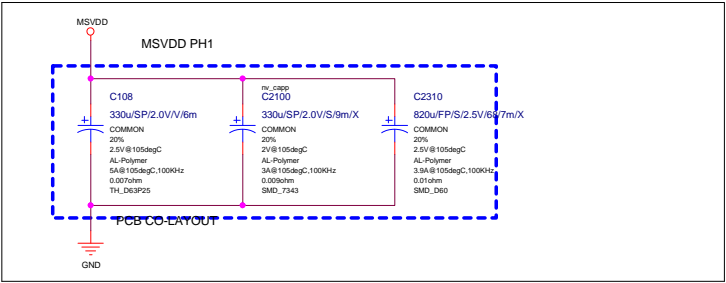 MSVDD
MSVDD PH1
C108
330u/SP/2.0V/V/6m
COMMON
20%
2.5V@105degC
AL-Polymer
5A@105degC,100KHz
0.007ohm
TH_D63P25
nv_capp
C2100
330u/SP/2.0V/S/9m/X
COMMON
20%
2V@105degC
AL-Polymer
3A@105degC,100KHz
0.009ohm
SMD_7343
C2310
820u/FP/S/2.5V/68/7m/X
COMMON
20%
2.5V@105degC
AL-Polymer
3.9A@105degC,100KHz
0.01ohm
SMD_D60
PCB CO-LAYOUT
GND